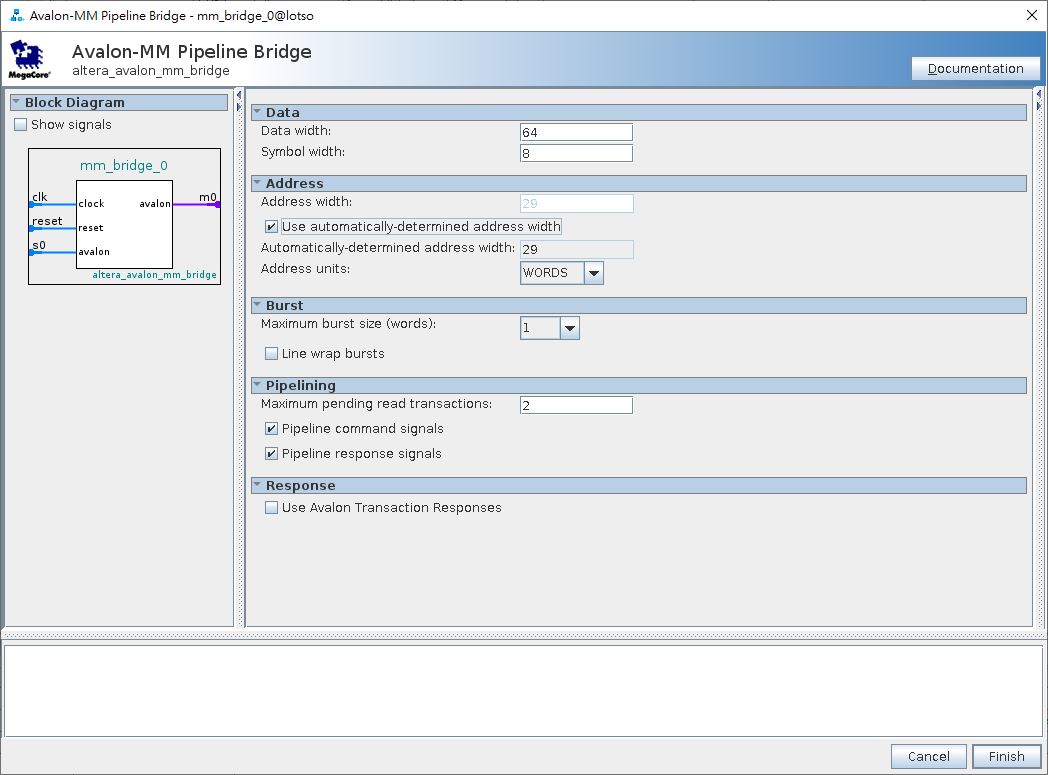 Avalon-MM Pipeline Bridge - mm_bridge_0@lotso
MegaCore®
Avalon-MM Pipeline Bridge
altera_avalon_mm_bridge
Documentation
Block Diagram
Show signals
mm_bridge_0
clk
clock
avalon
m0
reset
reset
s0
avalon
altera_avalon_mm_bridge
Data
Data width: 64
Symbol width: 8
Address
Address width: 29
Use automatically-determined address width
Automatically-determined address width: 29
Address units: WORDS
Burst
Maximum burst size (words): 1
Line wrap bursts
Pipelining
Maximum pending read transactions: 2
Pipeline command signals
Pipeline response signals
Response
Use Avalon Transaction Responses
Cancel
Finish